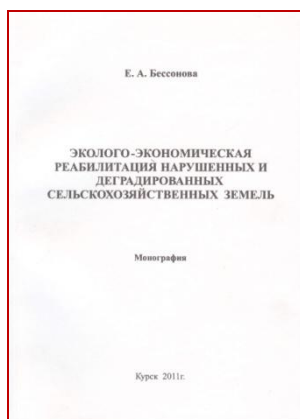 Е. А. Бессонова
ЭКОЛОГО-ЭКОНОМИЧЕСКАЯ
РЕАБИЛИТАЦИЯ НАРУШЕННЫХ И
ДЕГРАДИРОВАННЫХ
СЕЛЬСКОХОЗЯЙСТВЕННЫХ ЗЕМЕЛЬ
Монография
Курск 2011г.